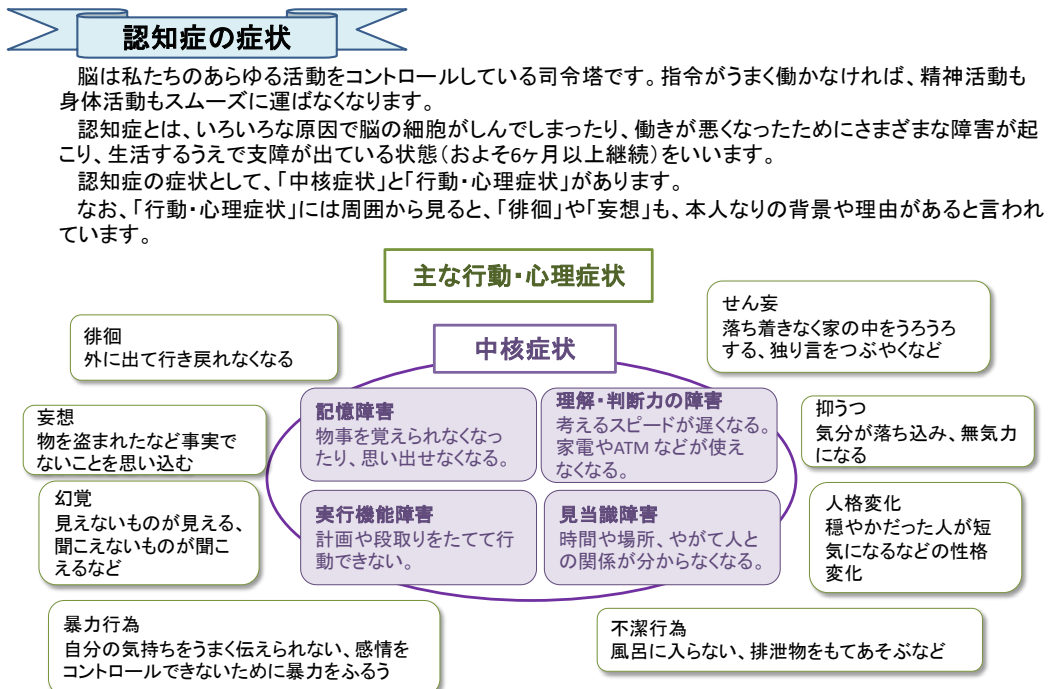 認知症の症状
脳は私たちのあらゆる活動をコントロールしている司令塔です。指令がうまく働かなければ、精神活動も
身体活動もスムーズに運ばなくなります。
認知症とは、いろいろな原因で脳の細胞がしんでしまったり、働きが悪くなったためにさまざまな障害が起
こり、生活するうえで支障が出ている状態(およそ6ヶ月以上継続)をいいます。
認知症の症状として、「中核症状」と「行動・心理症状」があります。
なお、「行動・心理症状」には周囲から見ると、「徘徊」や「妄想」も、本人なりの背景や理由があると言われ
ています。
主な行動・心理症状
せん妄
落ち着きなく家の中をうろうろ
する、独り言をつぶやくなど
徘徊
外に出て行き戻れなくなる
中核症状
記憶障害
物事を覚えられなくなっ
たり、思い出せなくなる。
理解・判断力の障害
考えるスピードが遅くなる。
家電やATM などが使え
なくなる。
妄想
物を盗まれたなど事実で
ないことを思い込む
抑うつ
気分が落ち込み、無気力
になる
幻覚
見えないものが見える、
聞こえないものが聞こ
えるなど
実行機能障害
計画や段取りをたてて行
動できない。
見当識障害
時間や場所、やがて人と
の関係が分からなくなる。
人格変化
穏やかだった人が短
気になるなどの性格
変化
暴力行為
自分の気持ちをうまく伝えられない、感情を
コントロールできないために暴力をふるう
不潔行為
風呂に入らない、排泄物をもてあそぶなど